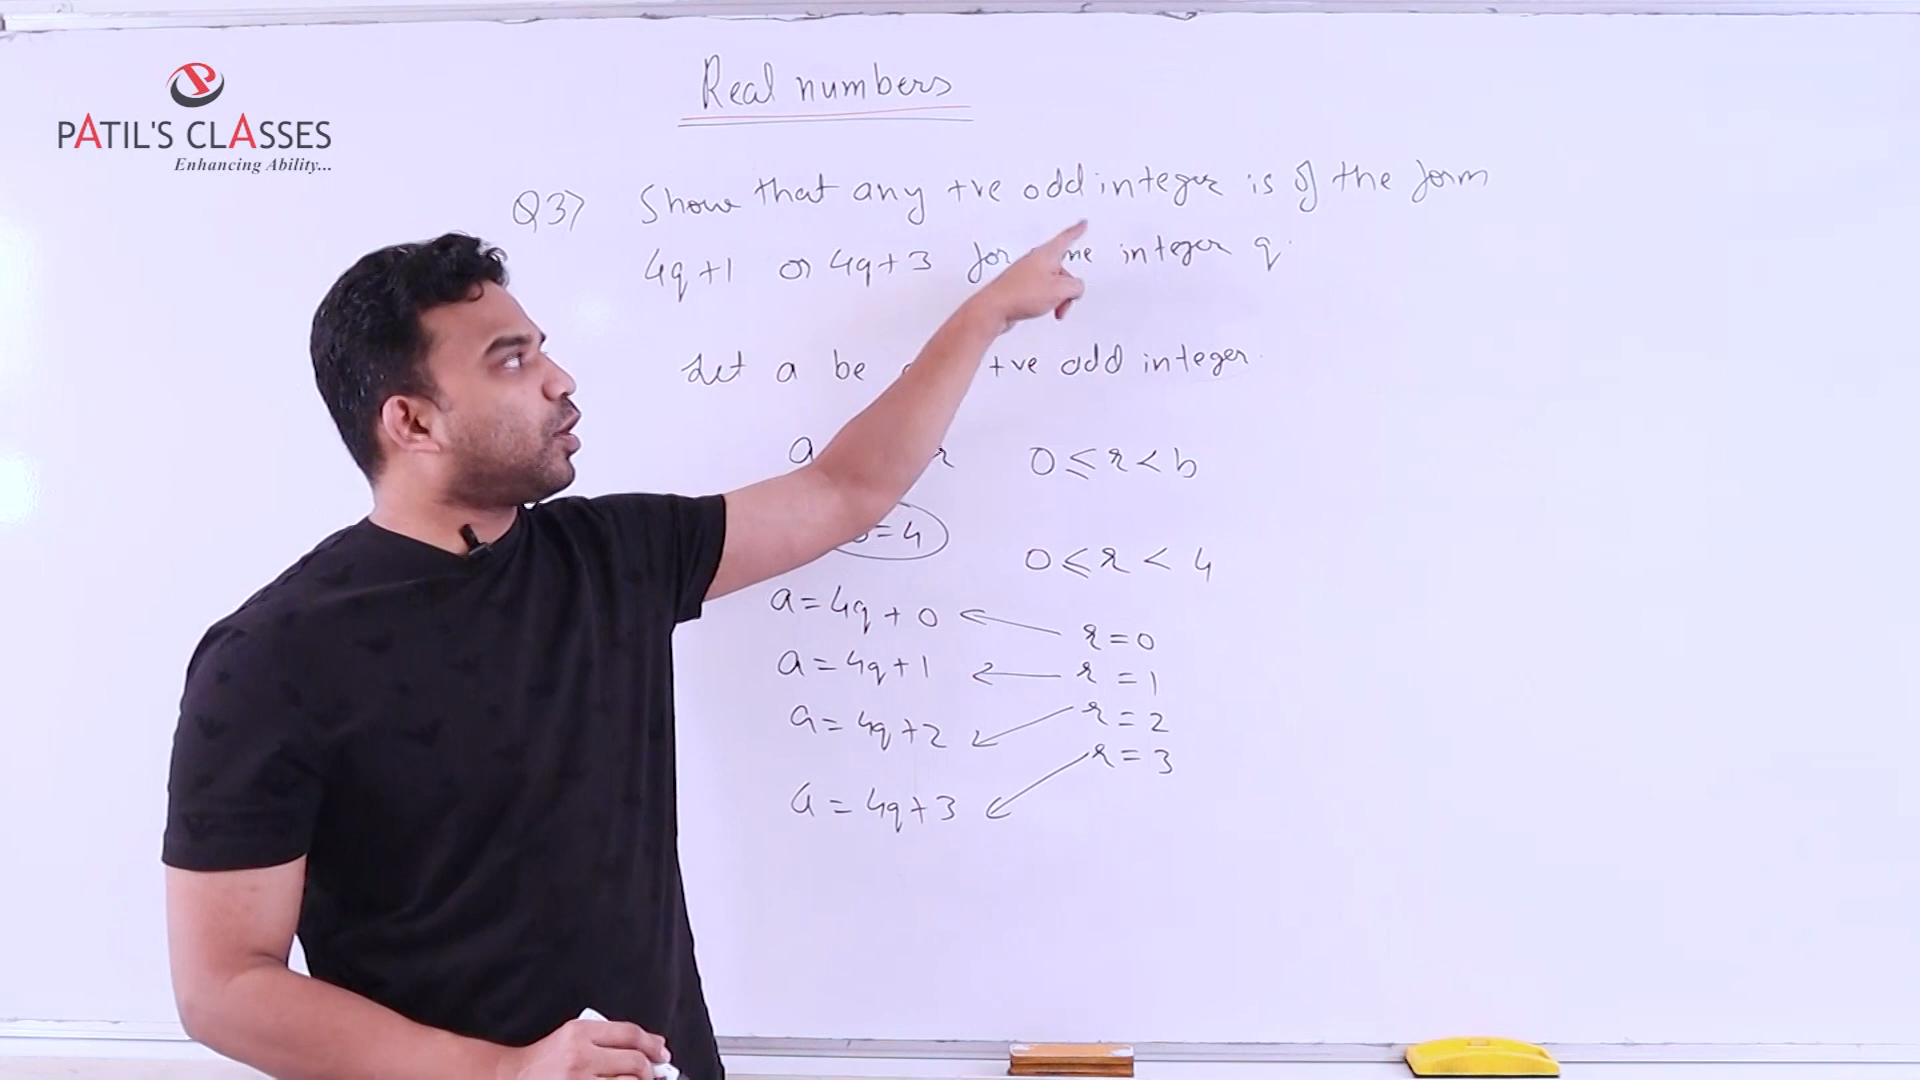 PATIL'S CLASSES
Enhancing Ability...
Real numbers
Q3> Show that any +ve odd integer is of the form
4q+1 or 4q+3 for integer q.
Let a be +ve odd integer.
a r 0≤r<b
=4 0≤r<4
a=4q+0 r=0
a=4q+1 r=1
a=4q+2 r=2
a=4q+3 r=3